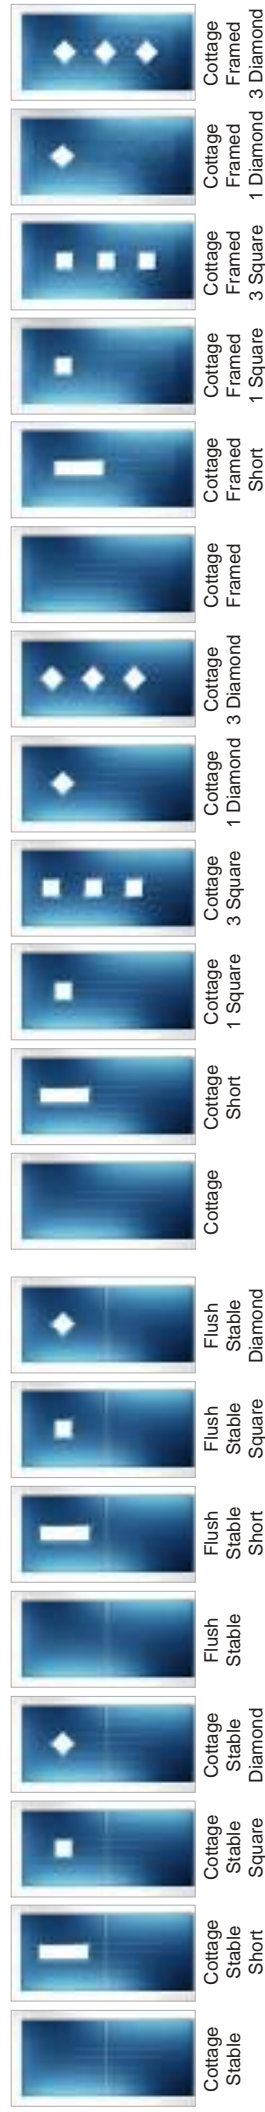 Cottage
Stable
Cottage
Stable
Short
Cottage
Stable
Square
Cottage
Stable
Diamond
Flush
Stable
Flush
Stable
Short
Flush
Stable
Square
Flush
Stable
Diamond
Cottage
Cottage
Short
Cottage
1 Square
Cottage
3 Square
Cottage
1 Diamond
Cottage
3 Diamond
Cottage
Framed
Cottage
Framed
Short
Cottage
Framed
1 Square
Cottage
Framed
3 Square
Cottage
Framed
1 Diamond
Cottage
Framed
3 Diamond